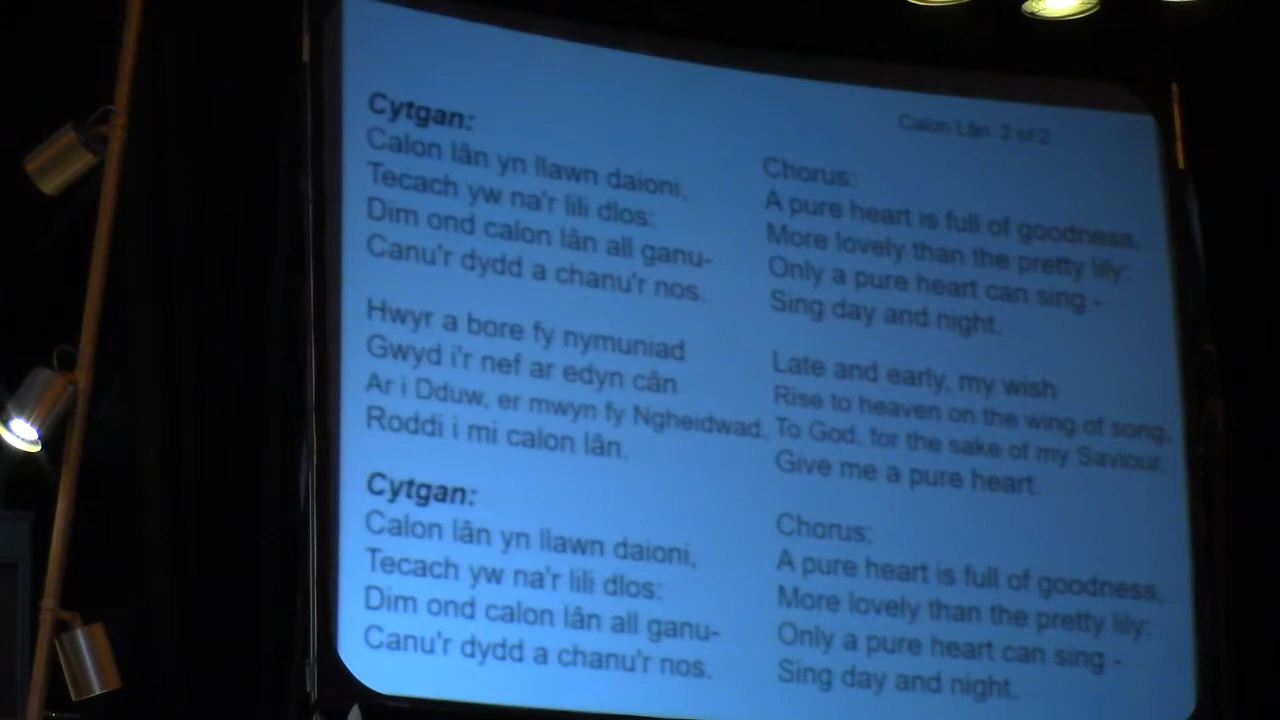 Calon Lân 2 of 2
Cytgan:
Calon lân yn llawn daioni,
Tecach yw na'r lili dlos:
Dim ond calon lân all ganu-
Canu'r dydd a chanu'r nos.
Hwyr a bore fy nymuniad
Gwyd i'r nef ar edyn cân
Ar i Dduw, er mwyn fy Ngheidwad,
Roddi i mi calon lân.
Cytgan:
Calon lân yn llawn daioni,
Tecach yw na'r lili dlos:
Dim ond calon lân all ganu-
Canu'r dydd a chanu'r nos.
Chorus:
A pure heart is full of goodness,
More lovely than the pretty lily:
Only a pure heart can sing -
Sing day and night.
Late and early, my wish
Rise to heaven on the wing of song,
To God, for the sake of my Saviour,
Give me a pure heart.
Chorus:
A pure heart is full of goodness,
More lovely than the pretty lily:
Only a pure heart can sing -
Sing day and night.